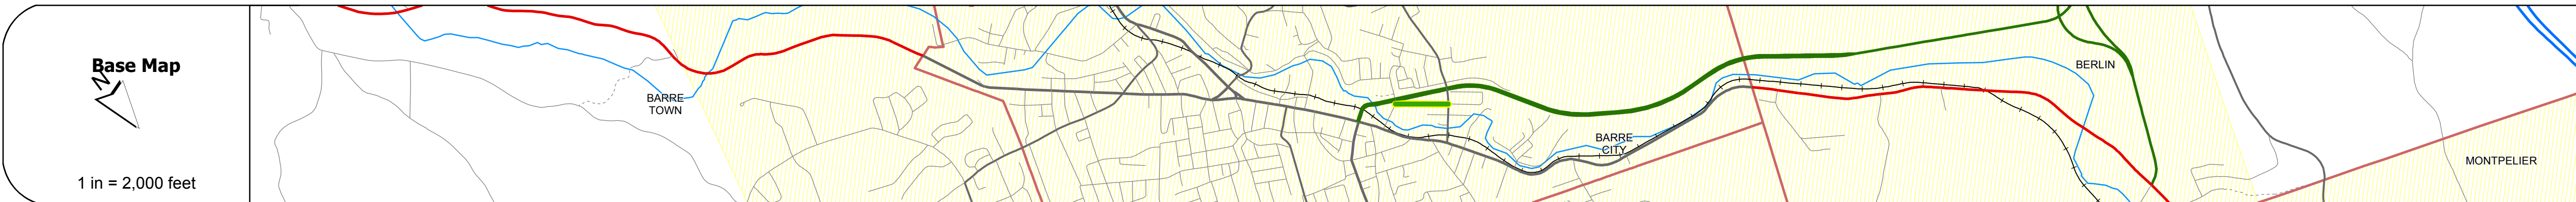 Base Map
N
1 in = 2,000 feet
BARRE
TOWN
BARRE
CITY
BERLIN
MONTPELIER